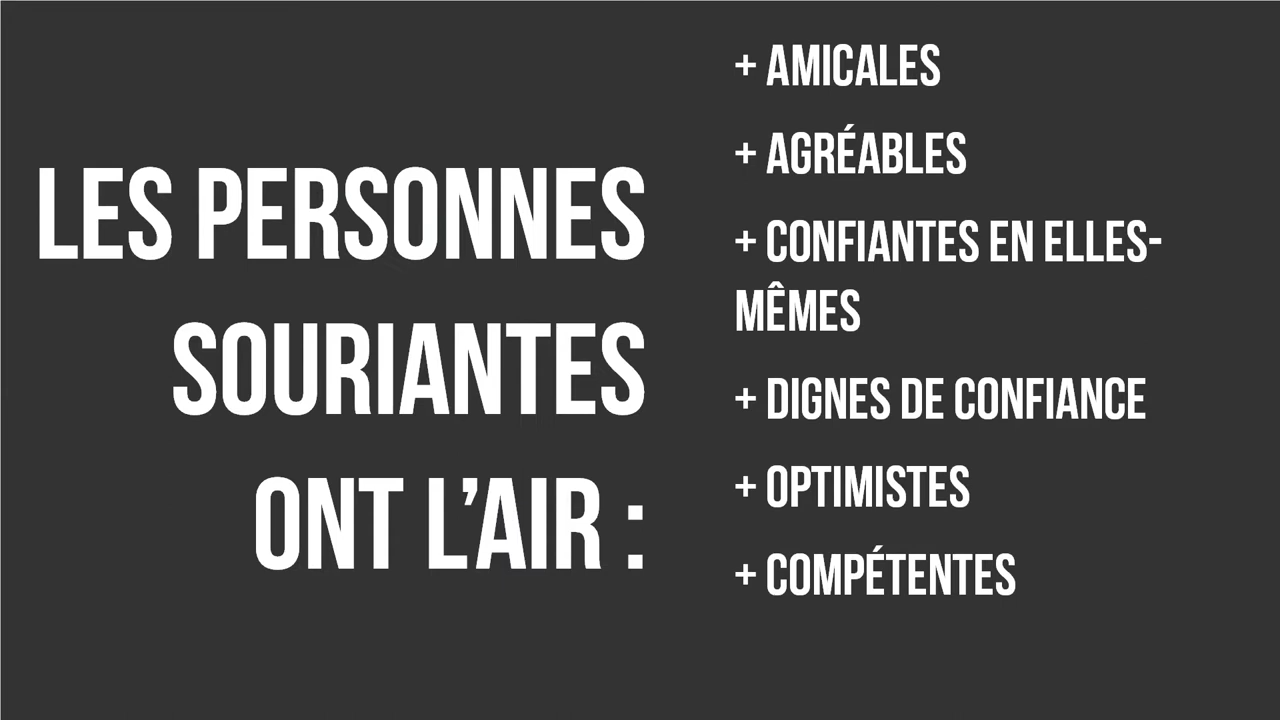 LES PERSONNES
SOURIANTES
ONT L’AIR :
+ AMICALES
+ AGRÉABLES
+ CONFIANTES EN ELLES-
MÊMES
+ DIGNES DE CONFIANCE
+ OPTIMISTES
+ COMPÉTENTES